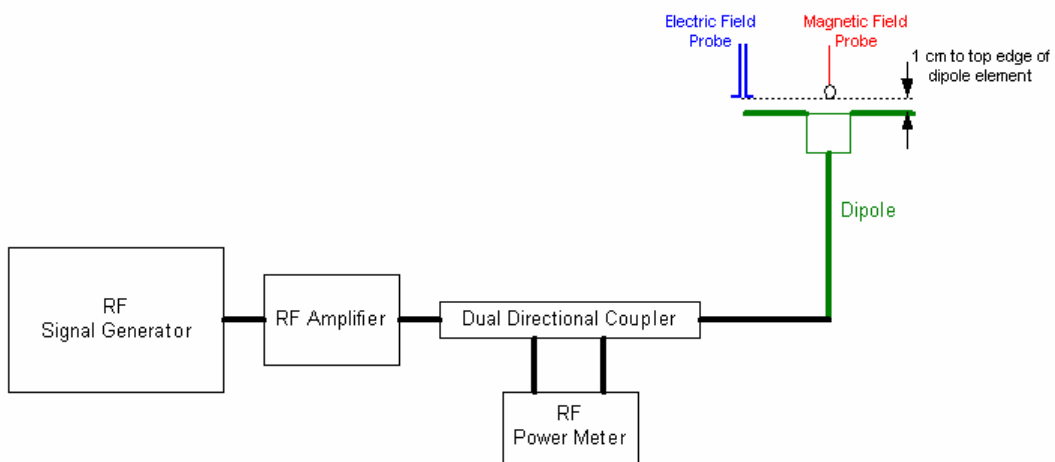 Electric Field
Probe
Magnetic Field
Probe
1 cm to top edge of
dipole element
Dipole
RF
Signal Generator
RF Amplifier
Dual Directional Coupler
RF
Power Meter